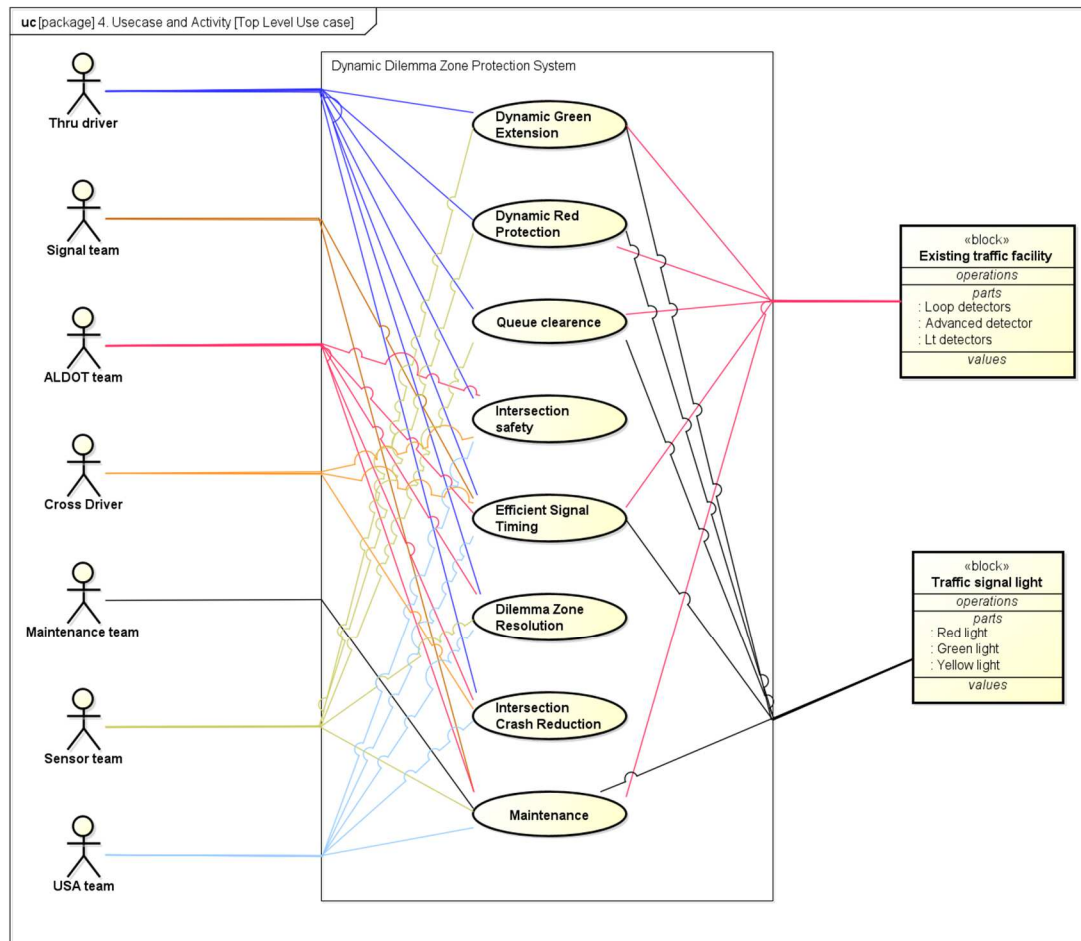 uc [package] 4. Usecase and Activity [Top Level Use case]
Dynamic Dilemma Zone Protection System
Thru driver
Signal team
ALDOT team
Cross Driver
Maintenance team
Sensor team
USA team
Dynamic Green
Extension
Dynamic Red
Protection
Queue clearence
Intersection
safety
Efficient Signal
Timing
Dilemma Zone
Resolution
Intersection
Crash Reduction
Maintenance
«block»
Existing traffic facility
operations
parts
: Loop detectors
: Advanced detector
: Lt detectors
values
«block»
Traffic signal light
operations
parts
: Red light
: Green light
: Yellow light
values